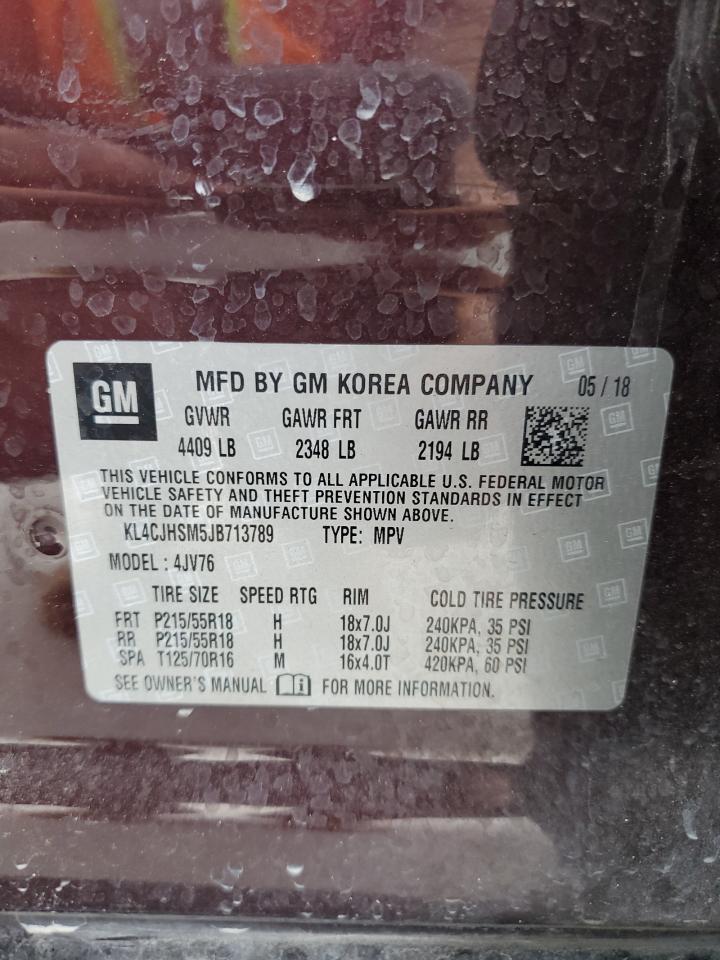 GM
MFD BY GM KOREA COMPANY 05 / 18
GVWR GAWR FRT GAWR RR
4409 LB 2348 LB 2194 LB
THIS VEHICLE CONFORMS TO ALL APPLICABLE U.S. FEDERAL MOTOR
VEHICLE SAFETY AND THEFT PREVENTION STANDARDS IN EFFECT
ON THE DATE OF MANUFACTURE SHOWN ABOVE.
KL4CJHSM5JB713789 TYPE: MPV
MODEL: 4JV76
TIRE SIZE SPEED RTG RIM COLD TIRE PRESSURE
FRT P215/55R18 H 18x7.0J 240KPA, 35 PSI
RR P215/55R18 H 18x7.0J 240KPA, 35 PSI
SPA T125/70R16 M 16x4.0T 420KPA, 60 PSI
SEE OWNER'S MANUAL i FOR MORE INFORMATION.